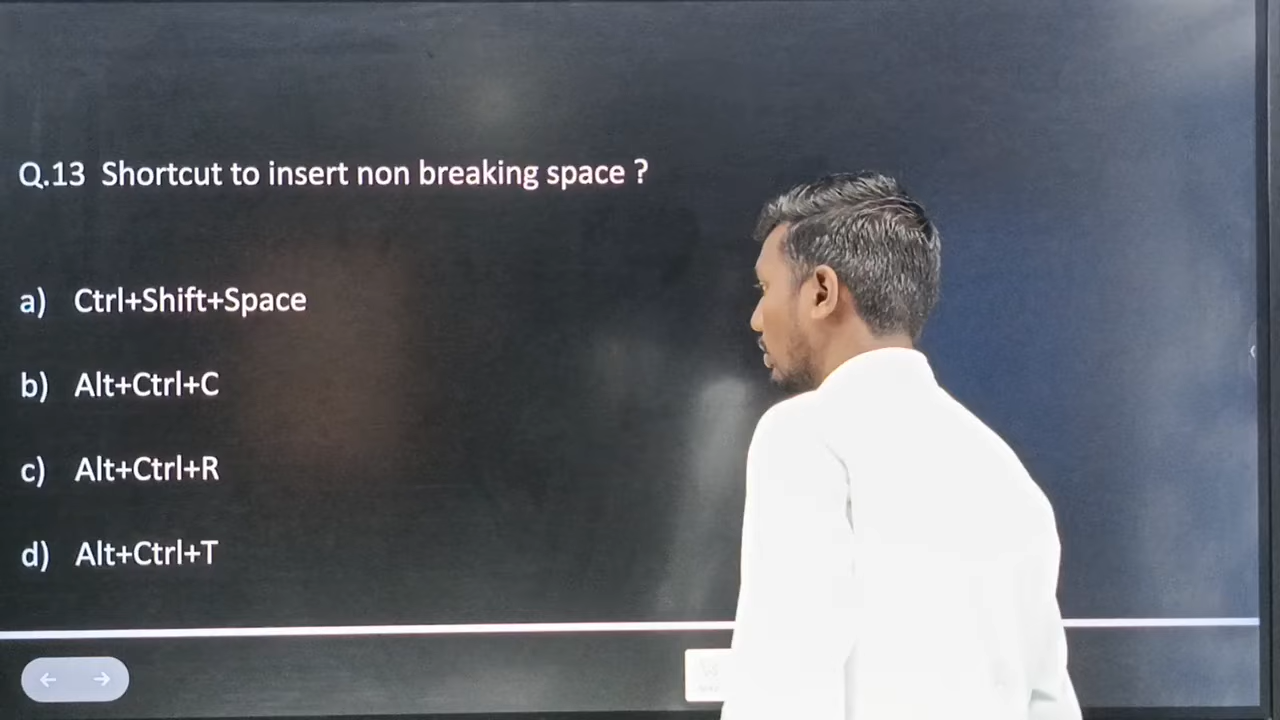 Q.13 Shortcut to insert non breaking space ?
a) Ctrl+Shift+Space
b) Alt+Ctrl+C
c) Alt+Ctrl+R
d) Alt+Ctrl+T